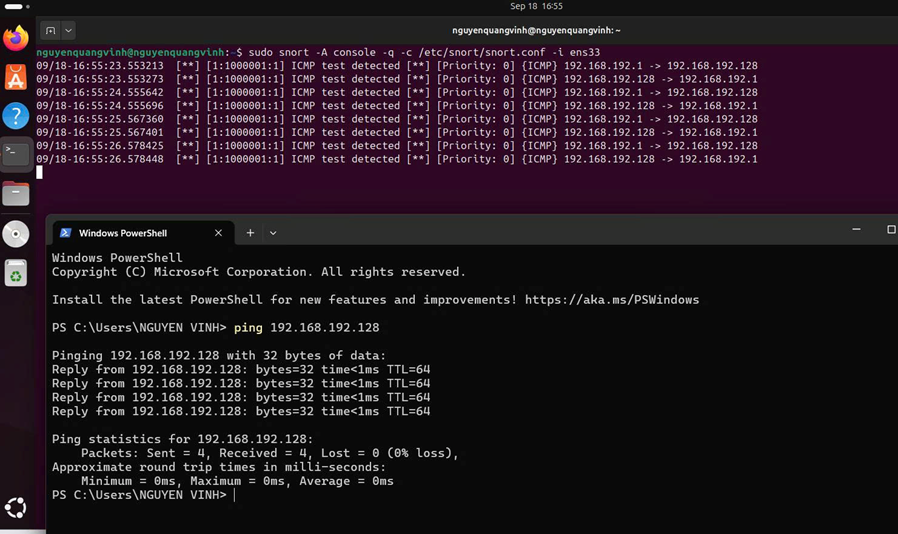 Sep 18 16:55
nguyenquangvinh@nguyenquangvinh: ~
nguyenquangvinh@nguyenquangvinh:~$ sudo snort -A console -q -c /etc/snort/snort.conf -i ens33
09/18-16:55:23.553213  [**] [1:1000001:1] ICMP test detected [**] [Priority: 0] {ICMP} 192.168.192.1 -> 192.168.192.128
09/18-16:55:23.553273  [**] [1:1000001:1] ICMP test detected [**] [Priority: 0] {ICMP} 192.168.192.128 -> 192.168.192.1
09/18-16:55:24.555642  [**] [1:1000001:1] ICMP test detected [**] [Priority: 0] {ICMP} 192.168.192.1 -> 192.168.192.128
09/18-16:55:24.555696  [**] [1:1000001:1] ICMP test detected [**] [Priority: 0] {ICMP} 192.168.192.128 -> 192.168.192.1
09/18-16:55:25.567360  [**] [1:1000001:1] ICMP test detected [**] [Priority: 0] {ICMP} 192.168.192.1 -> 192.168.192.128
09/18-16:55:25.567401  [**] [1:1000001:1] ICMP test detected [**] [Priority: 0] {ICMP} 192.168.192.128 -> 192.168.192.1
09/18-16:55:26.578425  [**] [1:1000001:1] ICMP test detected [**] [Priority: 0] {ICMP} 192.168.192.1 -> 192.168.192.128
09/18-16:55:26.578448  [**] [1:1000001:1] ICMP test detected [**] [Priority: 0] {ICMP} 192.168.192.128 -> 192.168.192.1
Windows PowerShell
Windows PowerShell
Copyright (C) Microsoft Corporation. All rights reserved.
Install the latest PowerShell for new features and improvements! https://aka.ms/PSWindows
PS C:\Users\NGUYEN VINH> ping 192.168.192.128
Pinging 192.168.192.128 with 32 bytes of data:
Reply from 192.168.192.128: bytes=32 time<1ms TTL=64
Reply from 192.168.192.128: bytes=32 time<1ms TTL=64
Reply from 192.168.192.128: bytes=32 time<1ms TTL=64
Reply from 192.168.192.128: bytes=32 time<1ms TTL=64
Ping statistics for 192.168.192.128:
    Packets: Sent = 4, Received = 4, Lost = 0 (0% loss),
Approximate round trip times in milli-seconds:
    Minimum = 0ms, Maximum = 0ms, Average = 0ms
PS C:\Users\NGUYEN VINH>